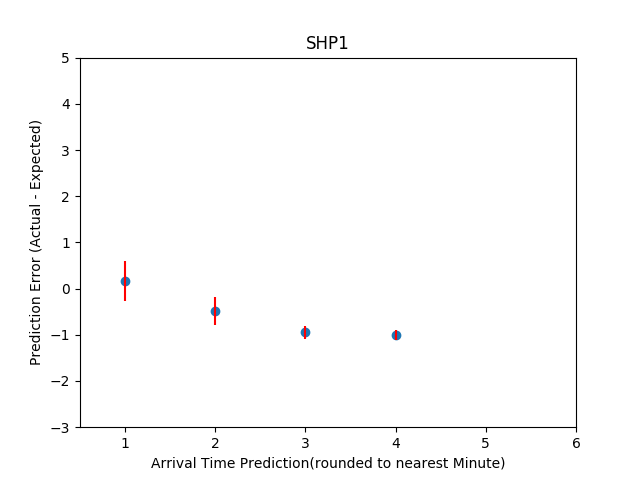 SHP1
5
4
3
2
1
0
−1
−2
−3
Prediction Error (Actual - Expected)
1 2 3 4 5 6
Arrival Time Prediction(rounded to nearest Minute)